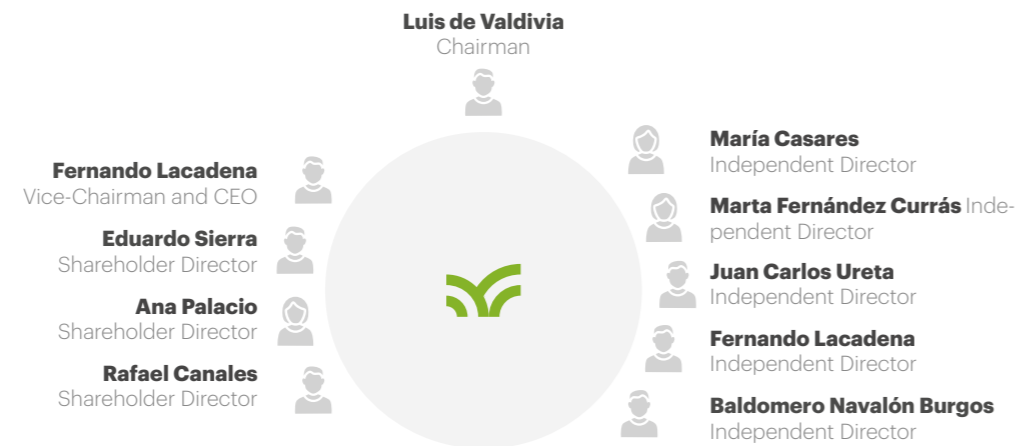 Luis de Valdivia
Chairman
Fernando Lacadena
Vice-Chairman and CEO
Eduardo Sierra
Shareholder Director
Ana Palacio
Shareholder Director
Rafael Canales
Shareholder Director
María Casares
Independent Director
Marta Fernández Currás Inde-
pendent Director
Juan Carlos Ureta
Independent Director
Fernando Lacadena
Independent Director
Baldomero Navalón Burgos
Independent Director